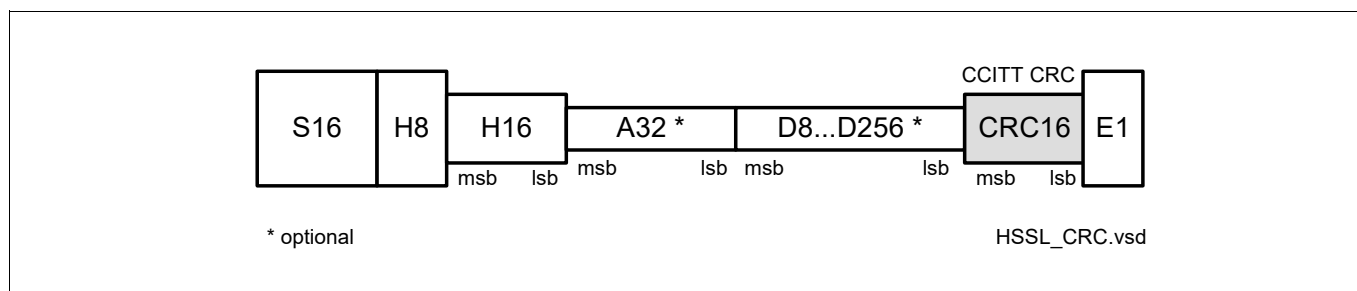 CCITT CRC
S16 H8 H16 A32 * D8...D256 * CRC16 E1
msb lsb msb lsb msb lsb msb lsb
* optional HSSL_CRC.vsd